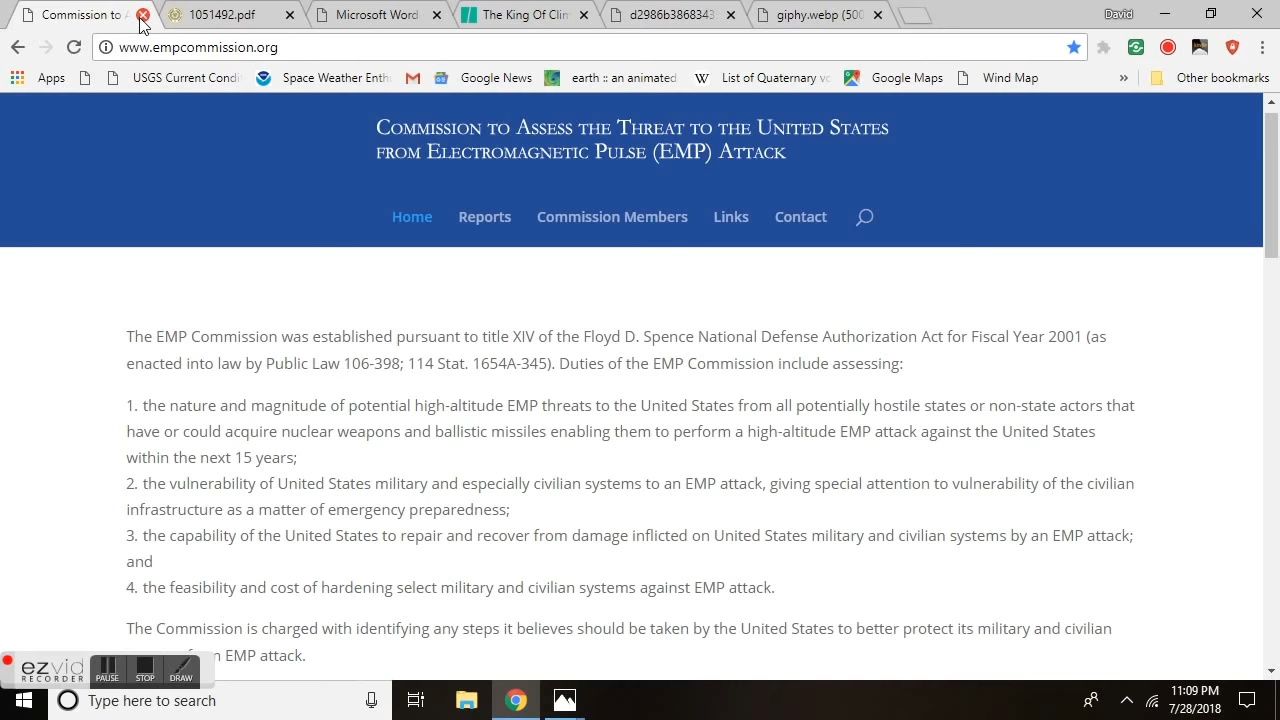 Commission to
1051492.pdf
Microsoft Word
The King Of Clim
d2986b3868343
giphy.webp (500
David
www.empcommission.org
Apps
USGS Current Condi
Space Weather Enth
Google News
earth :: an animated
List of Quaternary vo
Google Maps
Wind Map
»
Other bookmarks
Commission to Assess the Threat to the United States
from Electromagnetic Pulse (EMP) Attack
Home
Reports
Commission Members
Links
Contact
The EMP Commission was established pursuant to title XIV of the Floyd D. Spence National Defense Authorization Act for Fiscal Year 2001 (as
enacted into law by Public Law 106-398; 114 Stat. 1654A-345). Duties of the EMP Commission include assessing:
1. the nature and magnitude of potential high-altitude EMP threats to the United States from all potentially hostile states or non-state actors that
have or could acquire nuclear weapons and ballistic missiles enabling them to perform a high-altitude EMP attack against the United States
within the next 15 years;
2. the vulnerability of United States military and especially civilian systems to an EMP attack, giving special attention to vulnerability of the civilian
infrastructure as a matter of emergency preparedness;
3. the capability of the United States to repair and recover from damage inflicted on United States military and civilian systems by an EMP attack;
and
4. the feasibility and cost of hardening select military and civilian systems against EMP attack.
The Commission is charged with identifying any steps it believes should be taken by the United States to better protect its military and civilian
EMP attack.
ezvid
RECORDER
PAUSE
STOP
DRAW
Type here to search
11:09 PM
7/28/2018